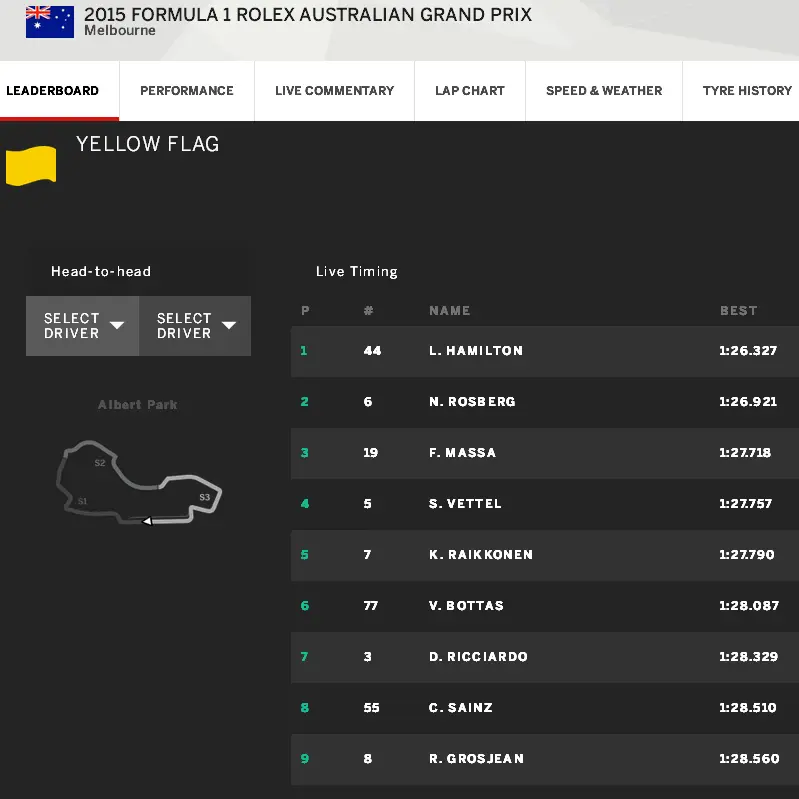 2015 FORMULA 1 ROLEX AUSTRALIAN GRAND PRIX
Melbourne
LEADERBOARD PERFORMANCE LIVE COMMENTARY LAP CHART SPEED & WEATHER TYRE HISTORY
YELLOW FLAG
Head-to-head
SELECT DRIVER SELECT DRIVER
Albert Park
S2
S1
S3
Live Timing
P # NAME BEST
1 44 L. HAMILTON 1:26.327
2 6 N. ROSBERG 1:26.921
3 19 F. MASSA 1:27.718
4 5 S. VETTEL 1:27.757
5 7 K. RAIKKONEN 1:27.790
6 77 V. BOTTAS 1:28.087
7 3 D. RICCIARDO 1:28.329
8 55 C. SAINZ 1:28.510
9 8 R. GROSJEAN 1:28.560